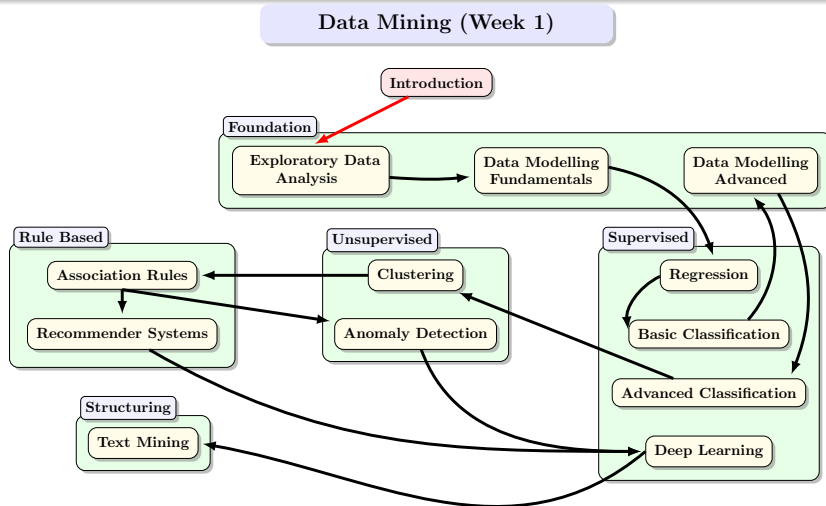 Data Mining (Week 1)
Introduction
Foundation
Exploratory Data
Analysis
Data Modelling
Fundamentals
Data Modelling
Advanced
Rule Based
Association Rules
Recommender Systems
Unsupervised
Clustering
Anomaly Detection
Supervised
Regression
Basic Classification
Advanced Classification
Deep Learning
Structuring
Text Mining